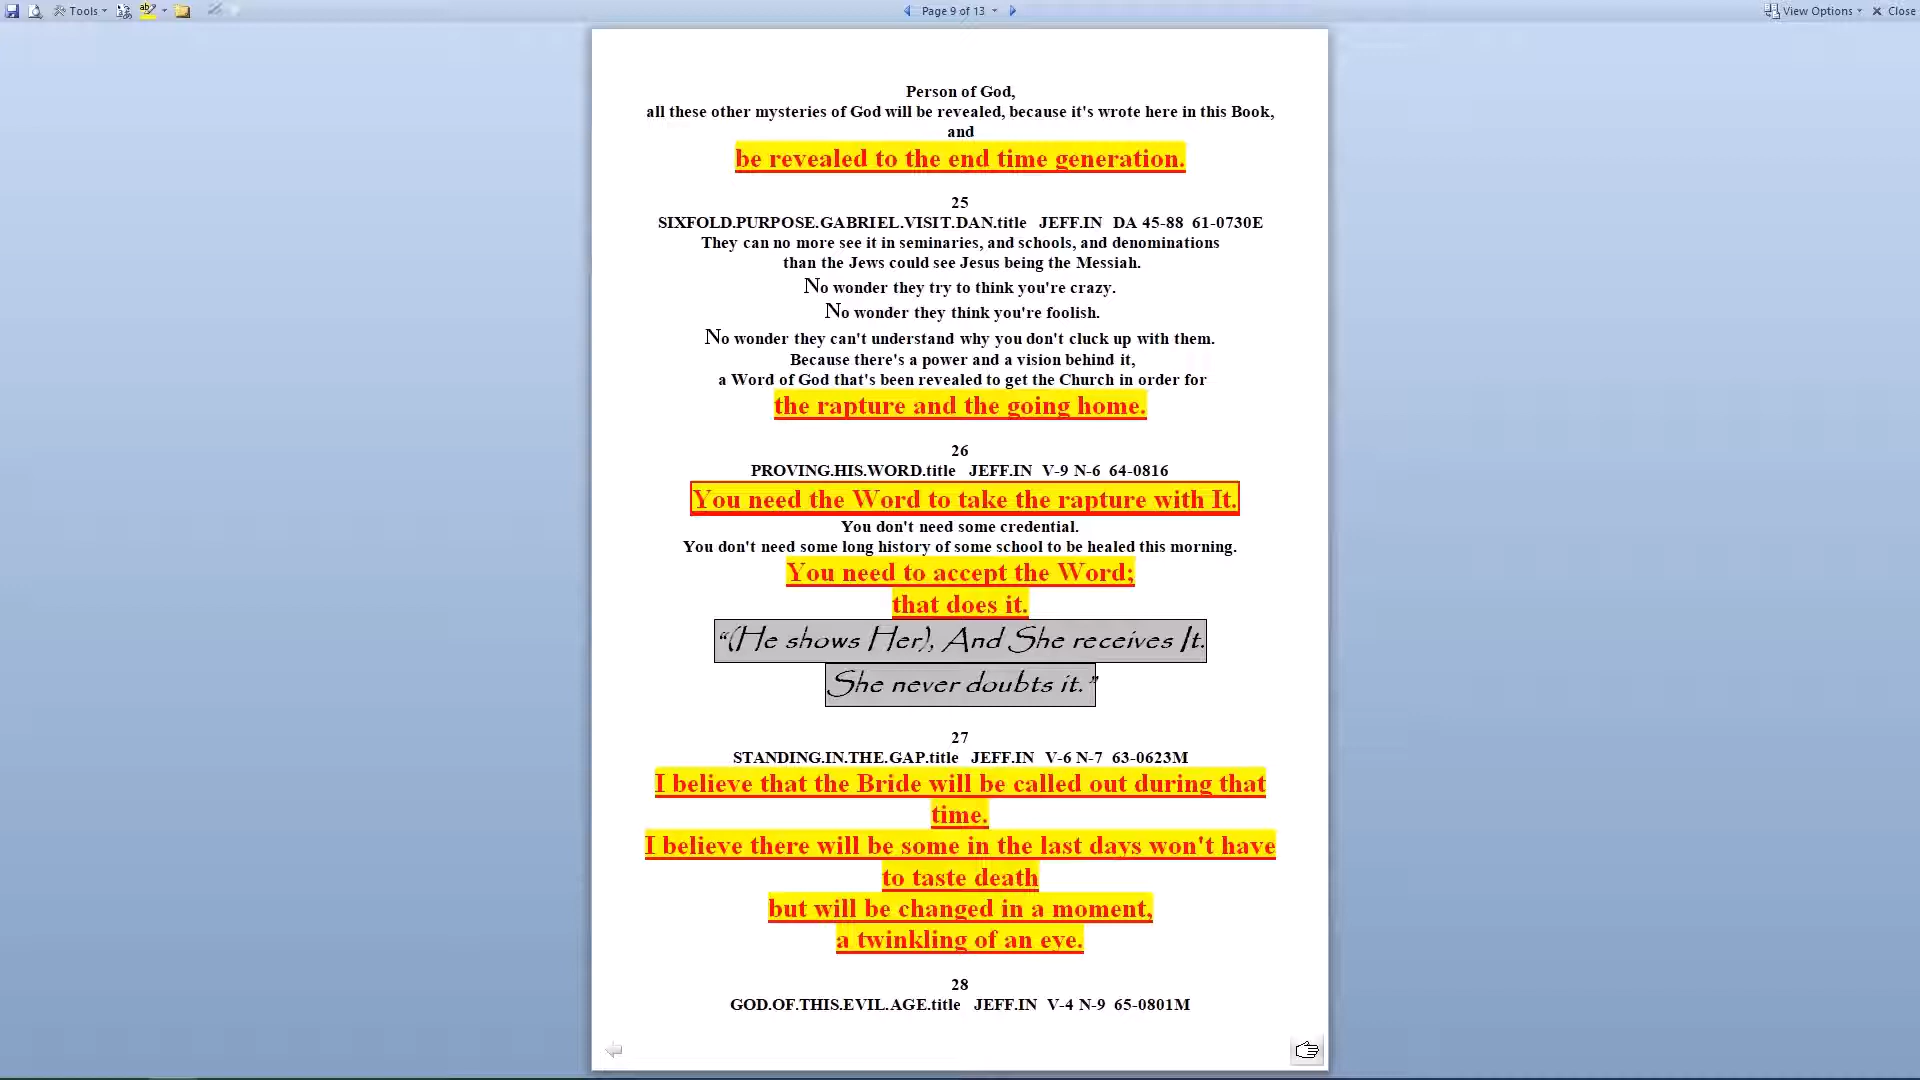 Tools
Page 9 of 13
View Options
Close
Person of God,
all these other mysteries of God will be revealed, because it's wrote here in this Book,
and
be revealed to the end time generation.
25
SIXFOLD.PURPOSE.GABRIEL.VISIT.DAN.title JEFF.IN DA 45-88 61-0730E
They can no more see it in seminaries, and schools, and denominations
than the Jews could see Jesus being the Messiah.
No wonder they try to think you're crazy.
No wonder they think you're foolish.
No wonder they can't understand why you don't cluck up with them.
Because there's a power and a vision behind it,
a Word of God that's been revealed to get the Church in order for
the rapture and the going home.
26
PROVING.HIS.WORD.title JEFF.IN V-9 N-6 64-0816
You need the Word to take the rapture with It.
You don't need some credential.
You don't need some long history of some school to be healed this morning.
You need to accept the Word;
that does it.
“(He shows Her), And She receives It.
She never doubts it.”
27
STANDING.IN.THE.GAP.title JEFF.IN V-6 N-7 63-0623M
I believe that the Bride will be called out during that
time.
I believe there will be some in the last days won't have
to taste death
but will be changed in a moment,
a twinkling of an eye.
28
GOD.OF.THIS.EVIL.AGE.title JEFF.IN V-4 N-9 65-0801M